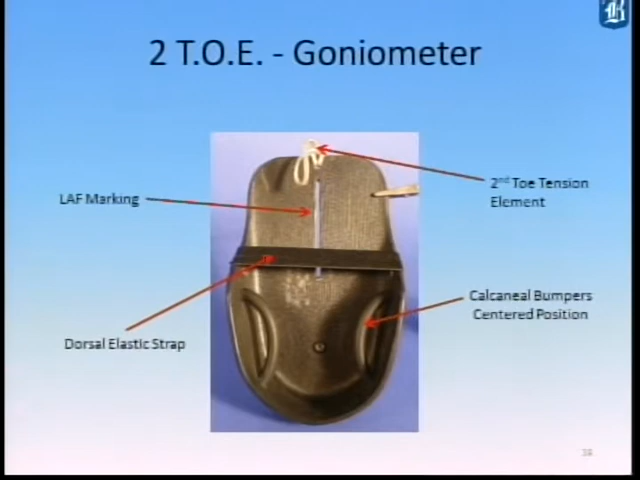 2 T.O.E. - Goniometer
LAF Marking
2nd Toe Tension
Element
Dorsal Elastic Strap
Calcaneal Bumpers
Centered Position